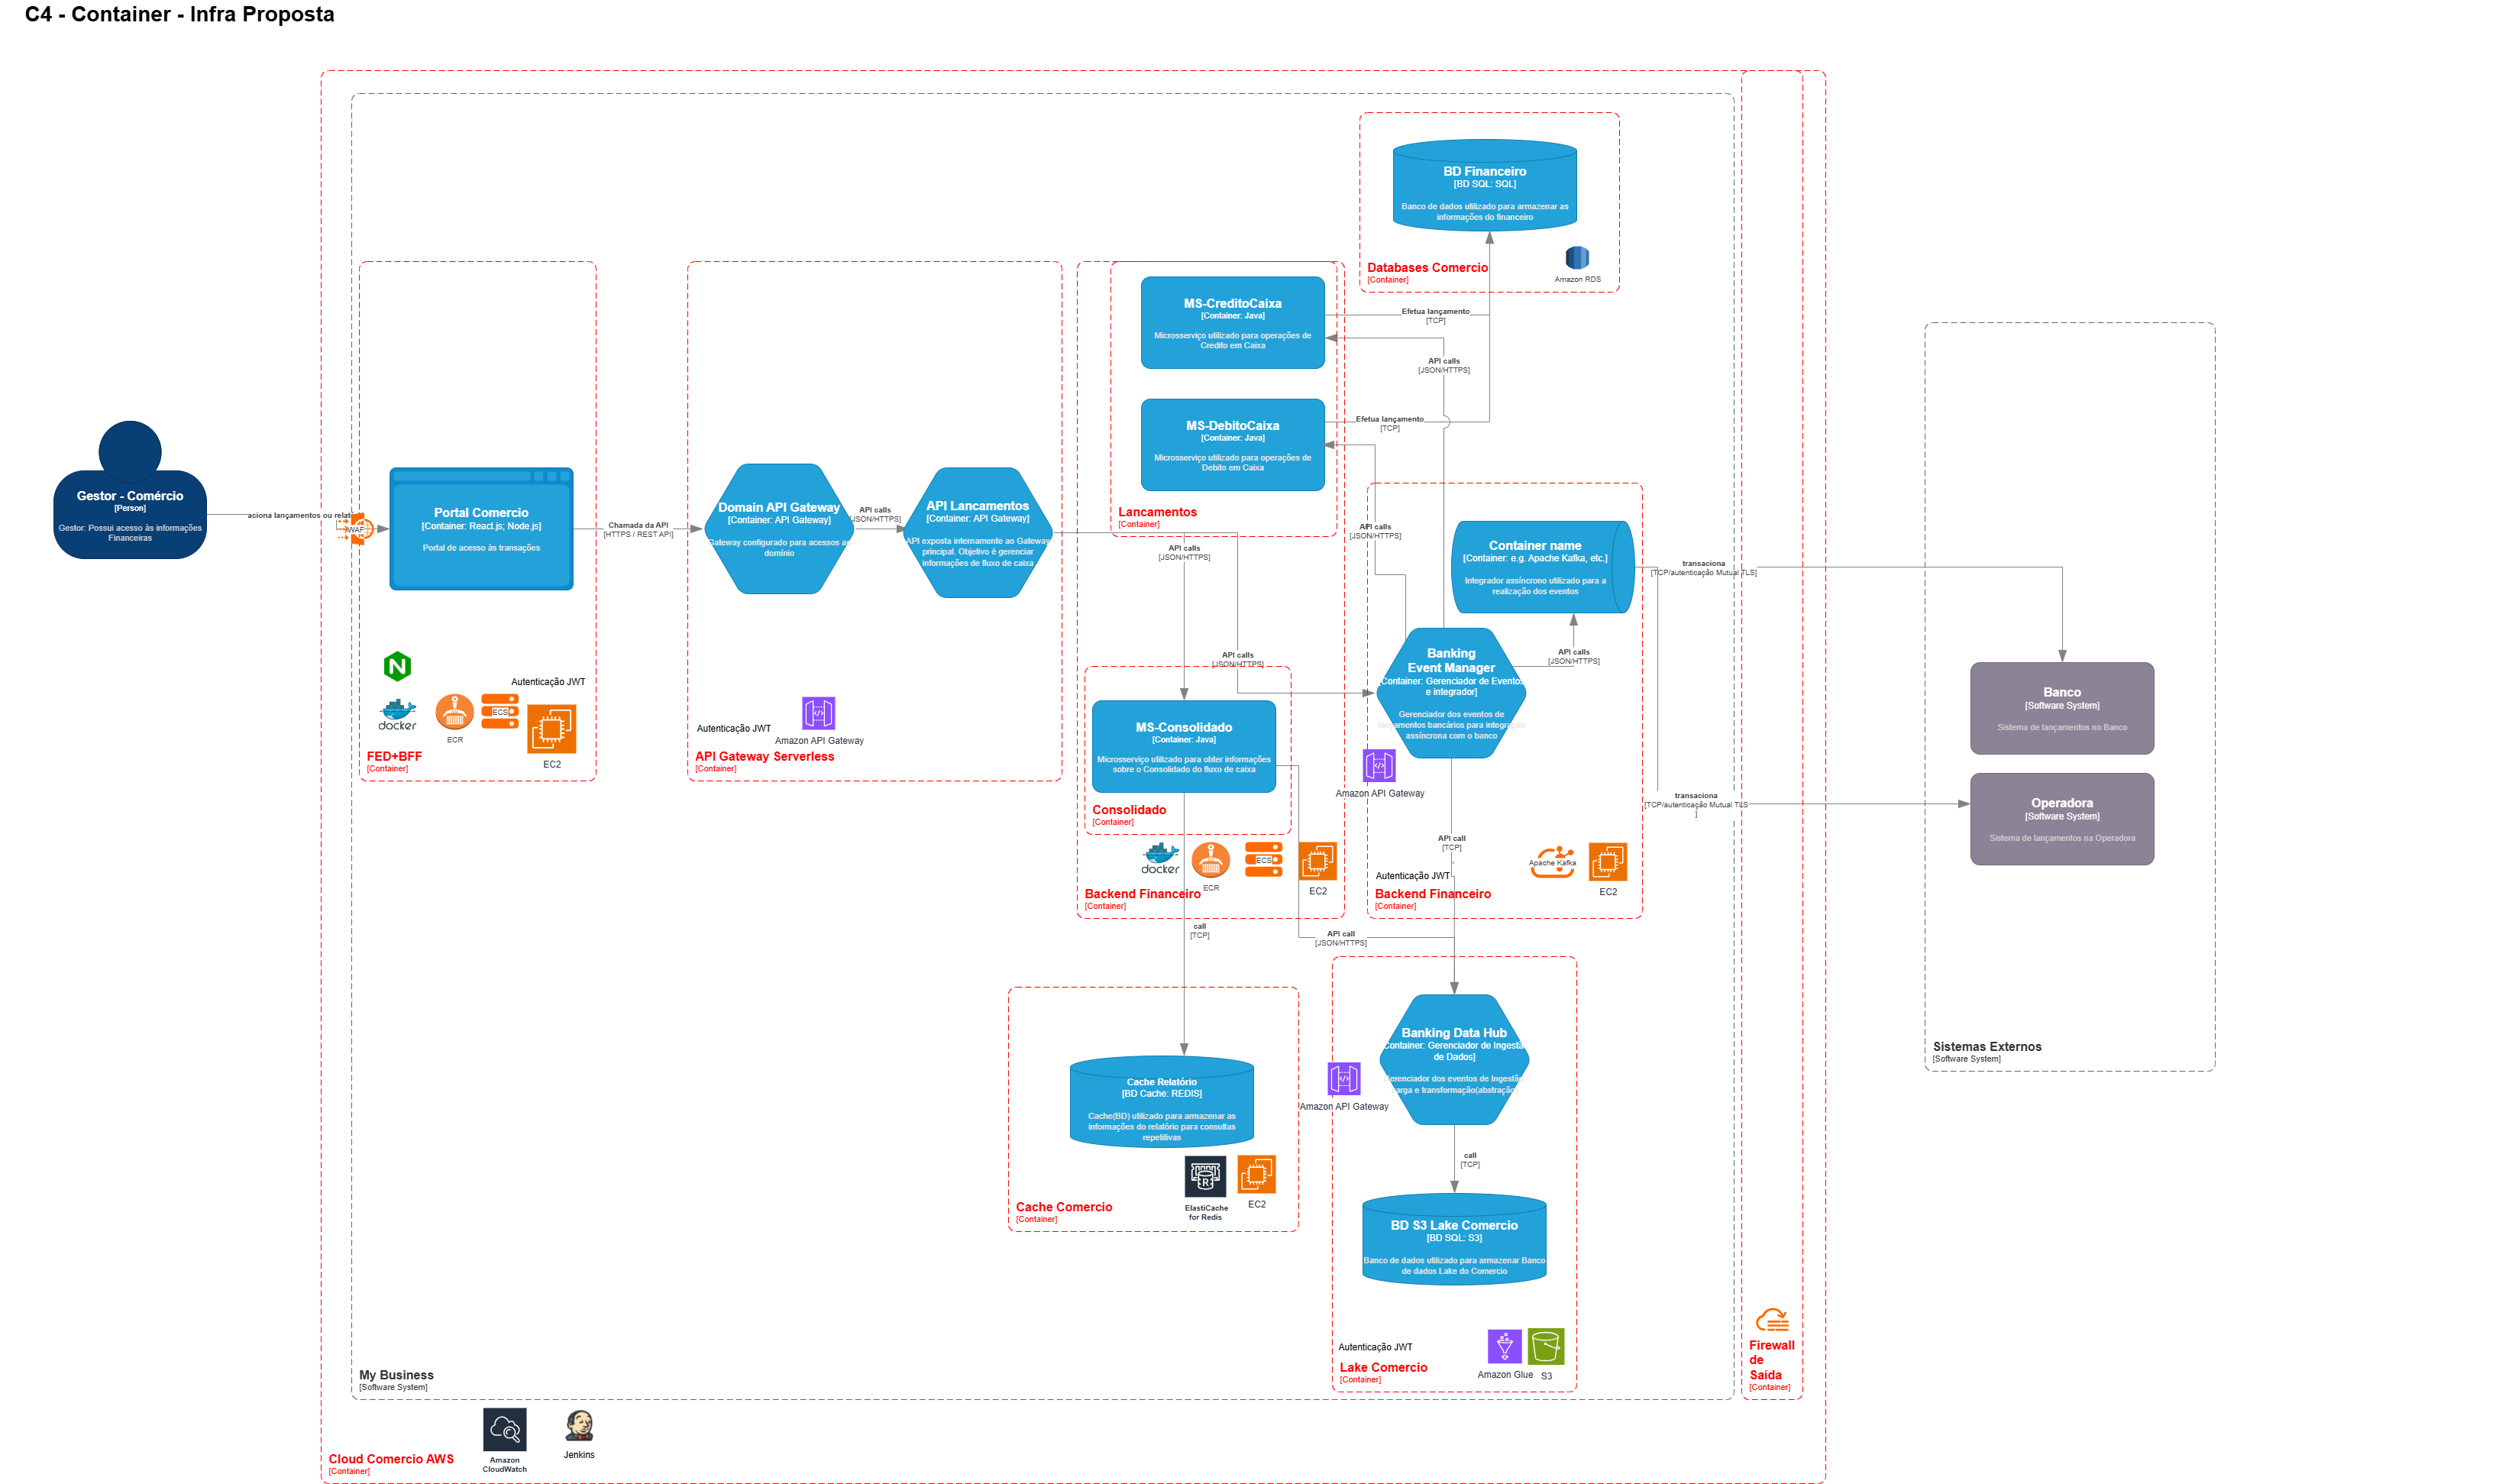 C4 - Container - Infra Proposta
Gestor - Comércio
[Person]
Gestor: Possui acesso às informações
Financeiras
aciona lançamentos ou relat
WAF
Portal Comercio
[Container: React.js; Node.js]
Portal de acesso às transações
Autenticação JWT
docker
ECR
ECS
EC2
FED+BFF
[Container]
Chamada da API
[HTTPS / REST API]
Domain API Gateway
[Container: API Gateway]
Gateway configurado para acessos ao
domínio
API calls
[JSON/HTTPS]
API Lancamentos
[Container: API Gateway]
API exposta internamente ao Gateway
principal. Objetivo é gerenciar
informações de fluxo de caixa
Autenticação JWT
Amazon API Gateway
API Gateway Serverless
[Container]
MS-CreditoCaixa
[Container: Java]
Microsserviço utilizado para operações de
Credito em Caixa
MS-DebitoCaixa
[Container: Java]
Microsserviço utilizado para operações de
Debito em Caixa
Lancamentos
[Container]
API calls
[JSON/HTTPS]
API calls
[JSON/HTTPS]
MS-Consolidado
[Container: Java]
Microsserviço utilizado para obter informações
sobre o Consolidado do fluxo de caixa
Consolidado
[Container]
docker
ECR
ECS
EC2
Backend Financeiro
[Container]
BD Financeiro
[BD SQL: SQL]
Banco de dados utilizado para armazenar as
informações do financeiro
Amazon RDS
Databases Comercio
[Container]
Efetua lançamento
[TCP]
API calls
[JSON/HTTPS]
Efetua lançamento
[TCP]
API calls
[JSON/HTTPS]
Container name
[Container: e.g. Apache Kafka, etc.]
Integrador assíncrono utilizado para a
realização dos eventos
Banking
Event Manager
[Container: Gerenciador de Eventos
e integrador]
Gerenciador dos eventos de
lançamentos bancários para integração
assíncrona com o banco
API calls
[JSON/HTTPS]
Amazon API Gateway
API call
[TCP]
Autenticação JWT
Apache Kafka
EC2
Backend Financeiro
[Container]
transaciona
[TCP/autenticação Mutual TLS]
transaciona
[TCP/autenticação Mutual TLS
]
Banco
[Software System]
Sistema de lançamentos no Banco
Operadora
[Software System]
Sistema de lançamentos na Operadora
Sistemas Externos
[Software System]
call
[TCP]
API call
[JSON/HTTPS]
Cache Relatório
[BD Cache: REDIS]
Cache(BD) utilizado para armazenar as
informações do relatório para consultas
repetitivas
ElastiCache
for Redis
EC2
Cache Comercio
[Container]
Banking Data Hub
Container: Gerenciador de Ingestã
de Dados]
Gerenciador dos eventos de Ingestão
carga e transformação(abstração
Amazon API Gateway
call
[TCP]
BD S3 Lake Comercio
[BD SQL: S3]
Banco de dados utilizado para armazenar Banco
de dados Lake do Comercio
Autenticação JWT
Amazon Glue
S3
Lake Comercio
[Container]
Firewall
de
Saida
[Container]
My Business
[Software System]
Amazon
CloudWatch
Jenkins
Cloud Comercio AWS
[Container]